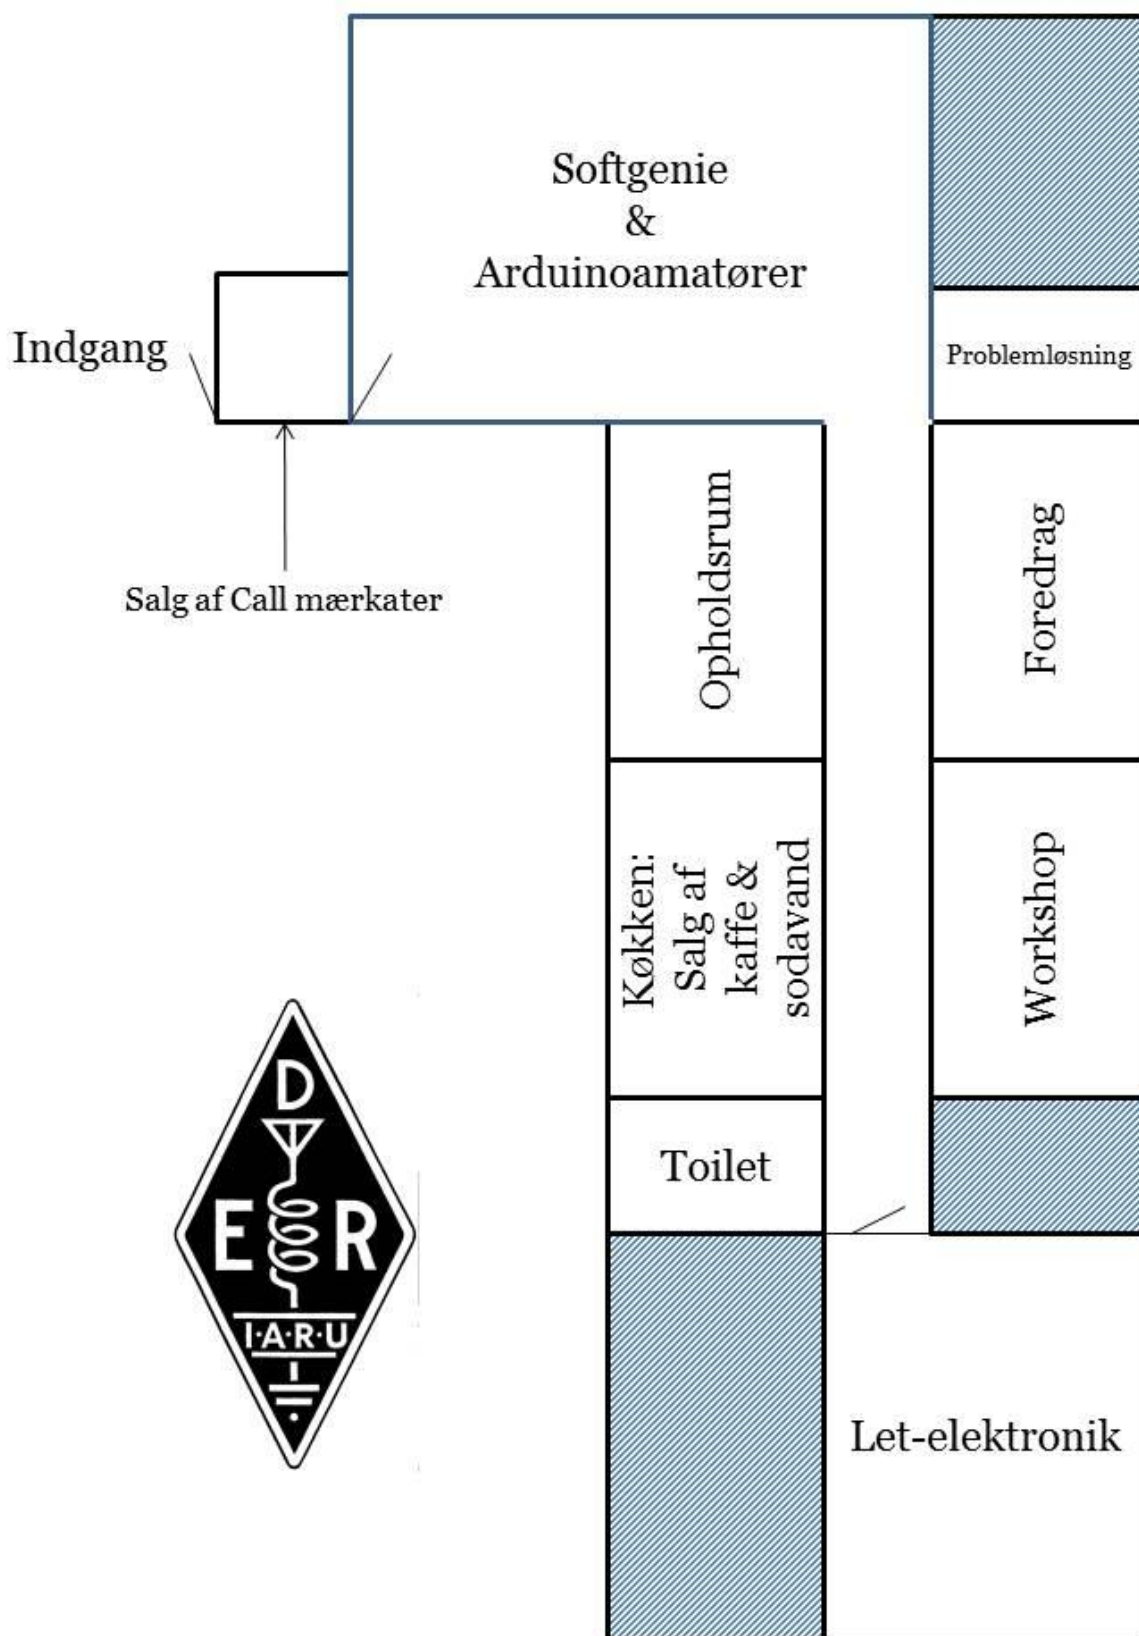 Softgenie
&
Arduinoamatører
Indgang
Problemløsning
Salg af Call mærkater
Opholdsrum
Foredrag
Køkken:
Salg af
kaffe &
sodavand
Workshop
Toilet
D
E R
I·A·R·U
Let-elektronik